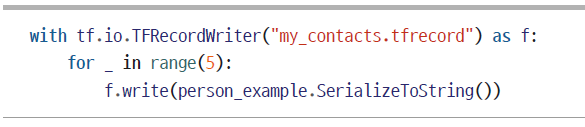 with tf.io.TFRecordWriter("my_contacts.tfrecord") as f:
    for _ in range(5):
        f.write(person_example.SerializeToString())